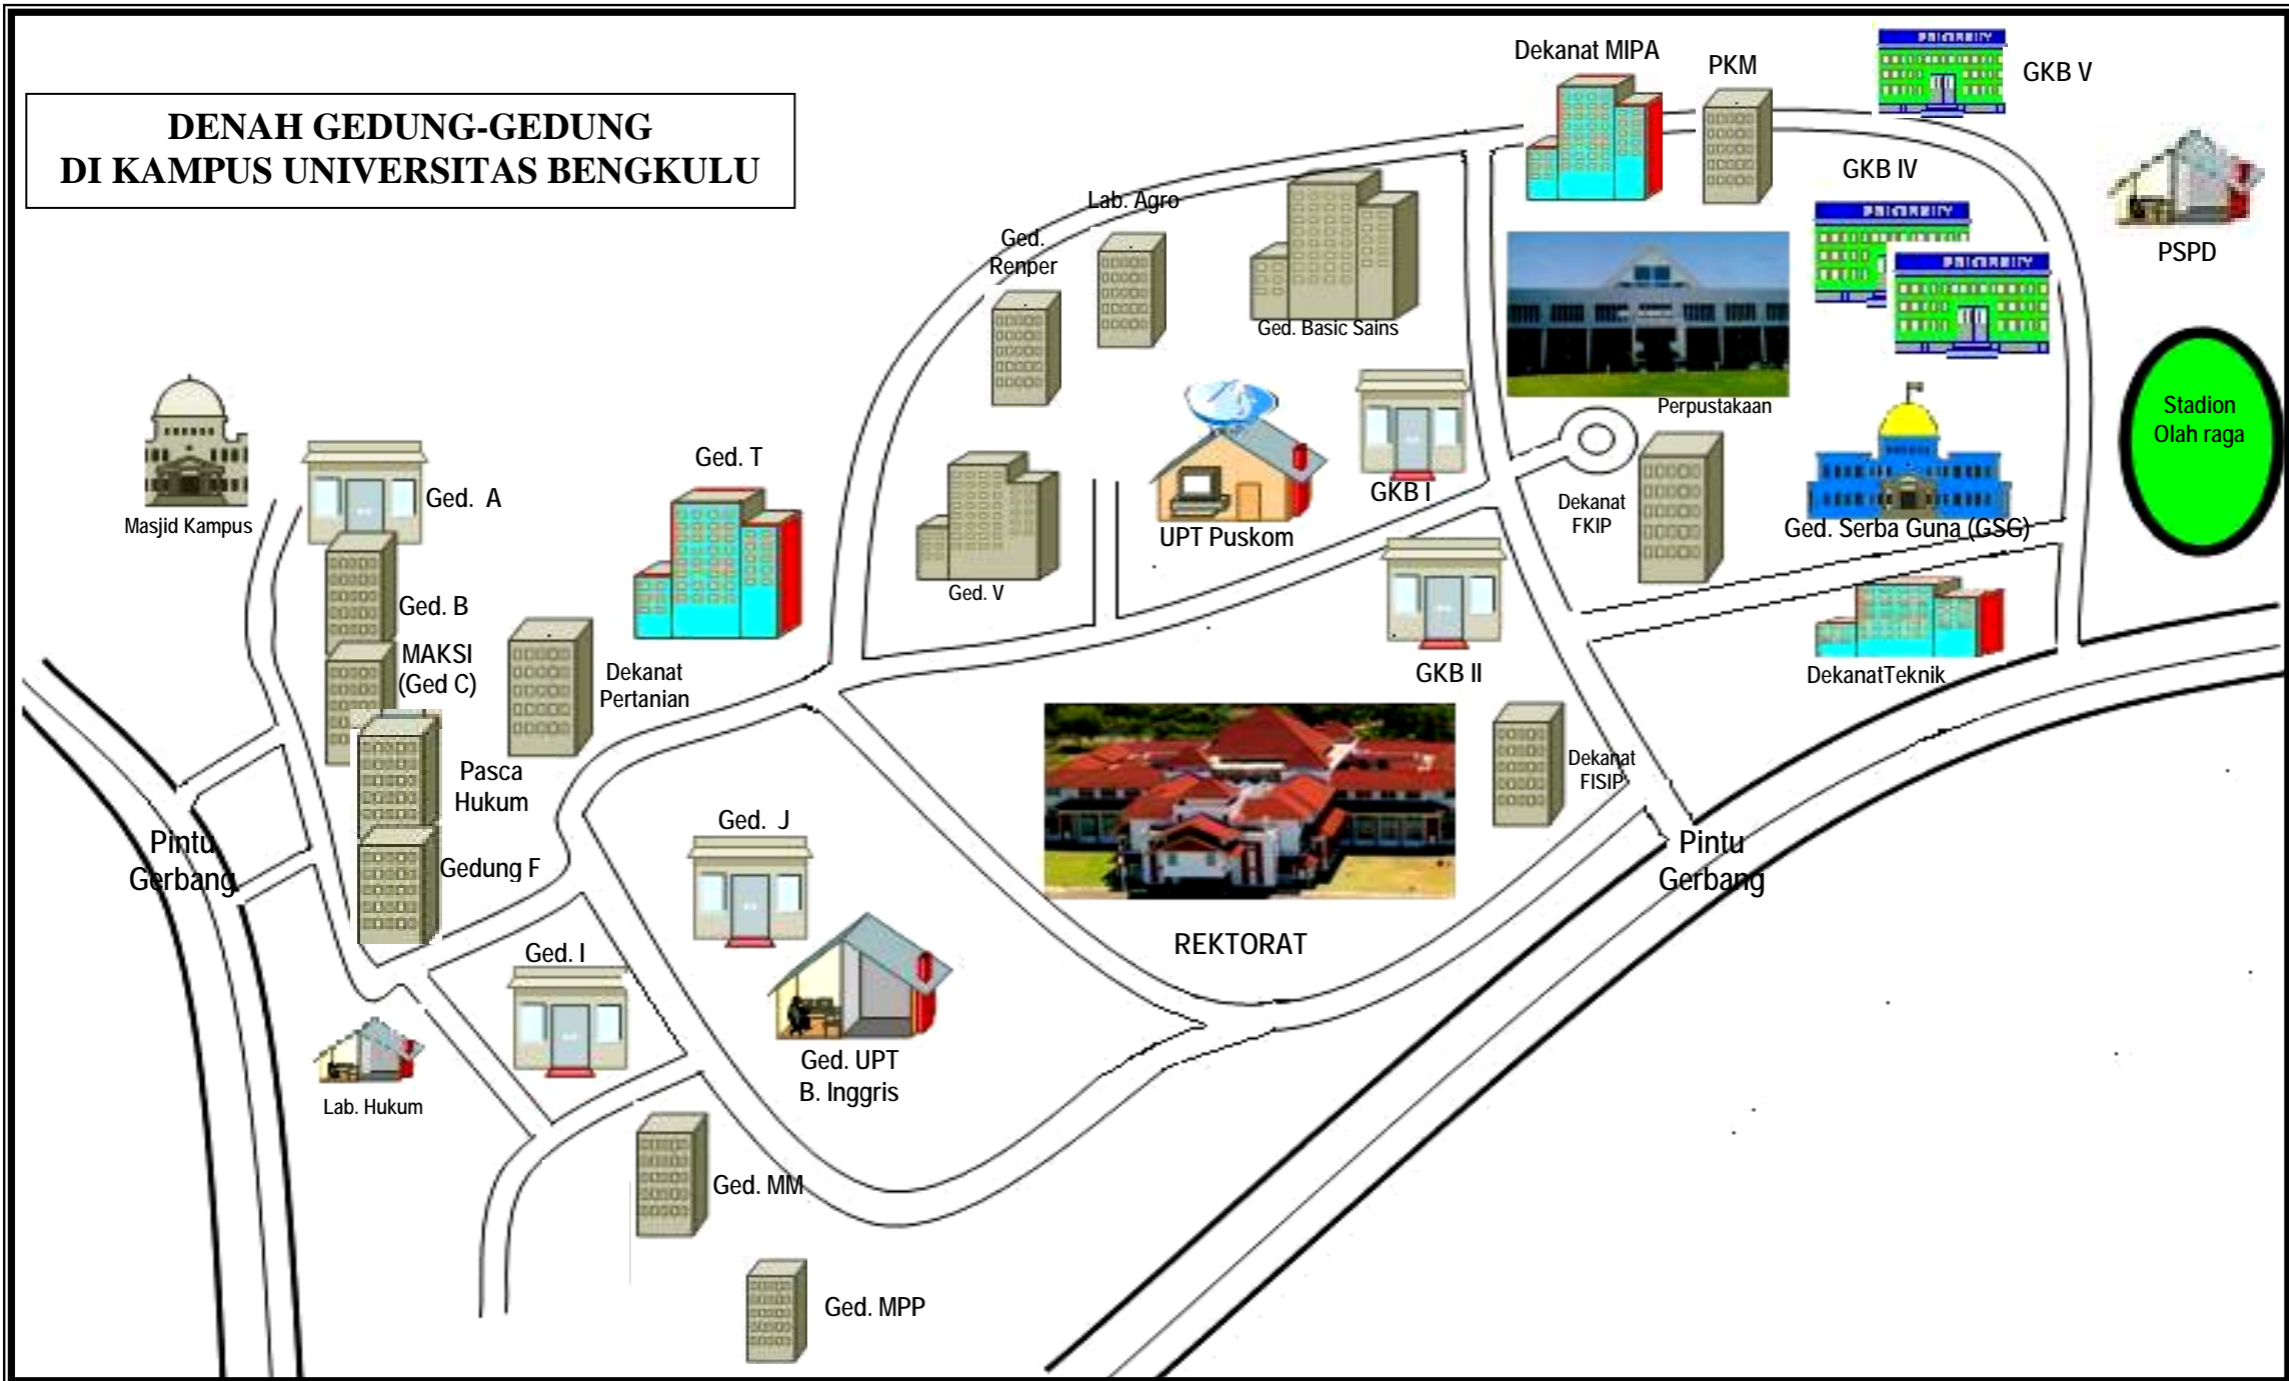 DENAH GEDUNG-GEDUNG
DI KAMPUS UNIVERSITAS BENGKULU
Dekanat MIPA
PKM
GKB V
GKB IV
PSPD
Lab. Agro
Ged.
Renper
Ged. Basic Sains
Perpustakaan
Stadion
Olah raga
Masjid Kampus
Ged. A
Ged. T
GKB I
UPT Puskom
Dekanat
FKIP
Ged. Serba Guna (GSG)
Ged. V
Ged. B
MAKSI
(Ged C)
Dekanat
Pertanian
GKB II
DekanatTeknik
Pasca
Hukum
Dekanat
FISIP
Ged. J
Pintu
Gerbang
Gedung F
Pintu
Gerbang
REKTORAT
Ged. I
Ged. UPT
B. Inggris
Lab. Hukum
Ged. MM
Ged. MPP